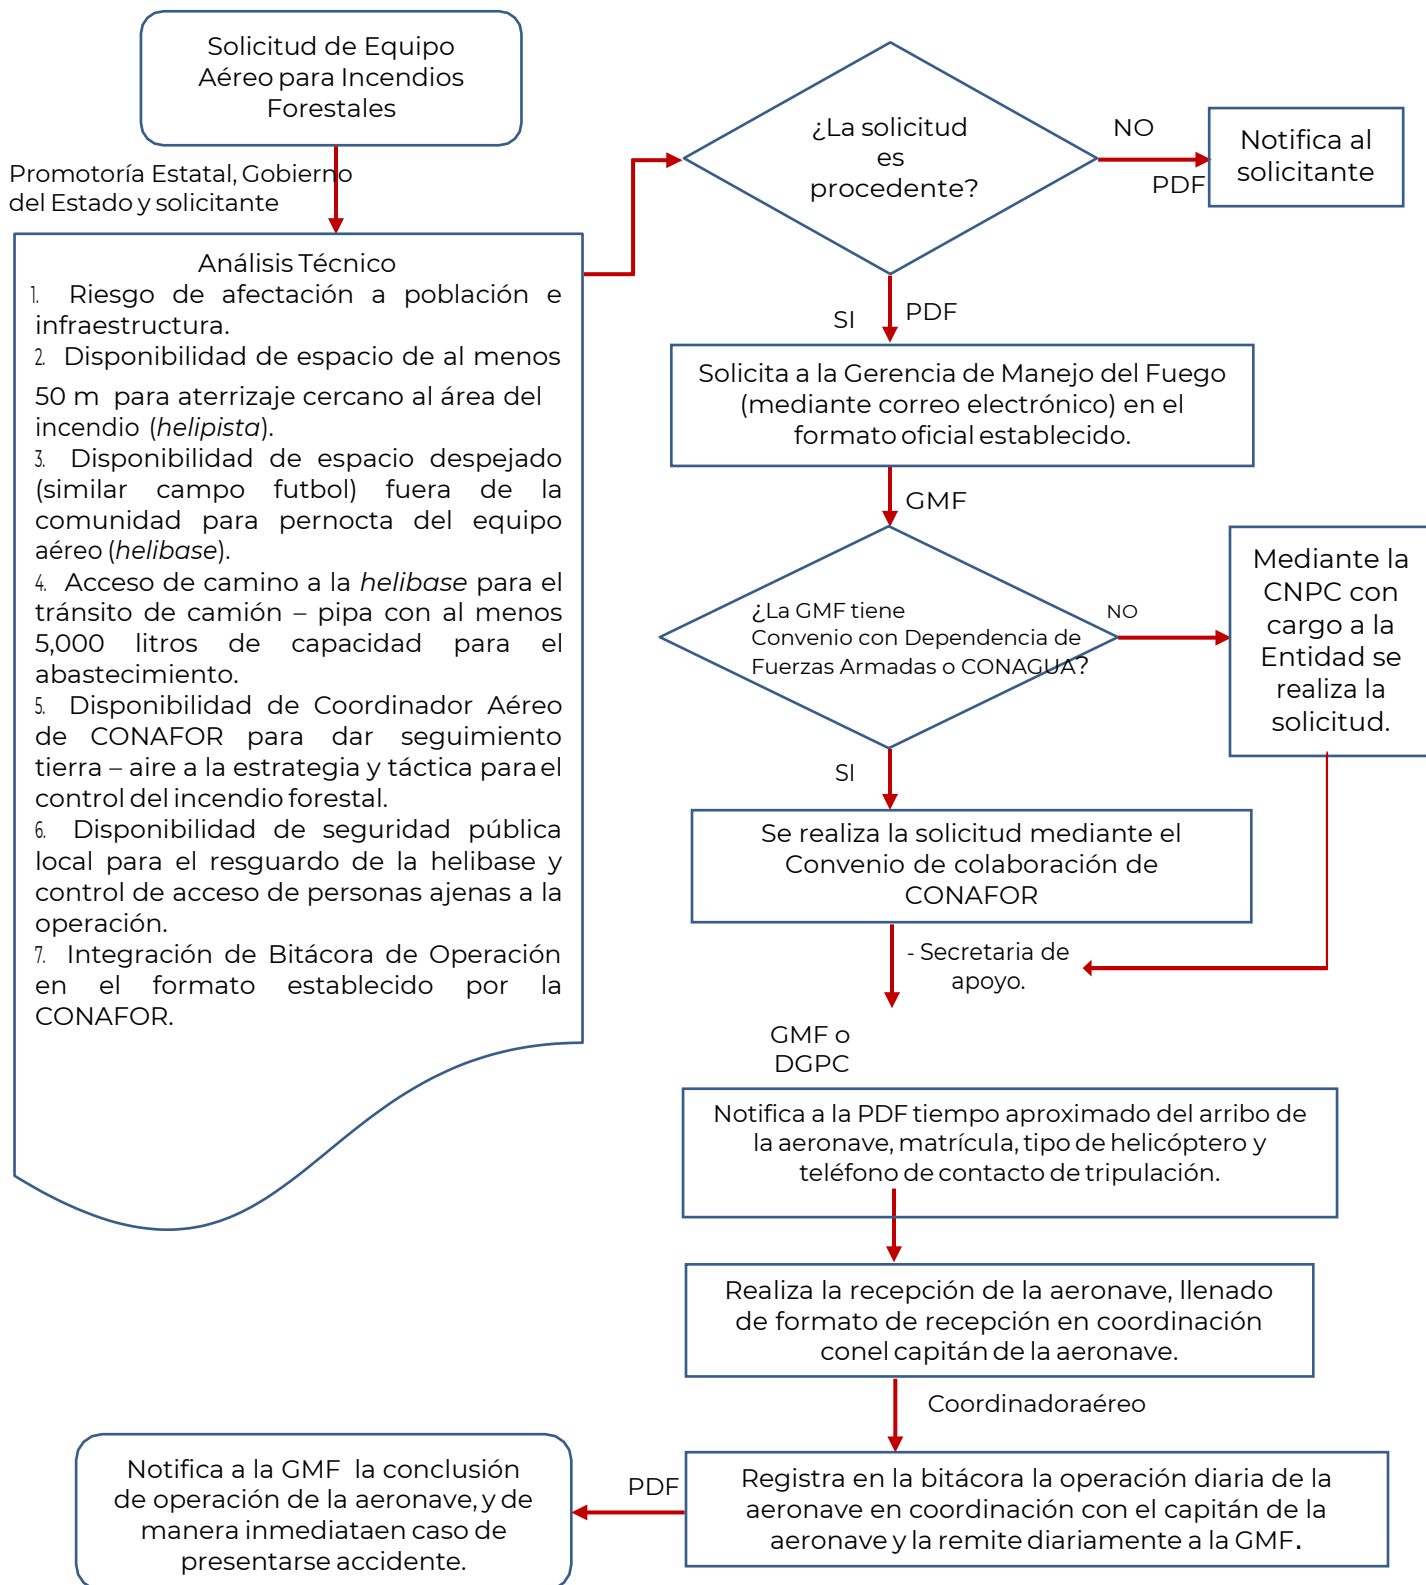 Solicitud de Equipo
Aéreo para Incendios
Forestales
Promotoría Estatal, Gobierno
del Estado y solicitante
Análisis Técnico
1. Riesgo de afectación a población e
infraestructura.
2. Disponibilidad de espacio de al menos
50 m para aterrizaje cercano al área del
incendio (helipista).
3. Disponibilidad de espacio despejado
(similar campo futbol) fuera de la
comunidad para pernocta del equipo
aéreo (helibase).
4. Acceso de camino a la helibase para el
tránsito de camión – pipa con al menos
5,000 litros de capacidad para el
abastecimiento.
5. Disponibilidad de Coordinador Aéreo
de CONAFOR para dar seguimiento
tierra – aire a la estrategia y táctica para el
control del incendio forestal.
6. Disponibilidad de seguridad pública
local para el resguardo de la helibase y
control de acceso de personas ajenas a la
operación.
7. Integración de Bitácora de Operación
en el formato establecido por la
CONAFOR.
¿La solicitud
es
procedente?
NO
PDF
Notifica al
solicitante
SI
PDF
Solicita a la Gerencia de Manejo del Fuego
(mediante correo electrónico) en el
formato oficial establecido.
GMF
¿La GMF tiene
Convenio con Dependencia de
Fuerzas Armadas o CONAGUA?
NO
Mediante la
CNPC con
cargo a la
Entidad se
realiza la
solicitud.
SI
Se realiza la solicitud mediante el
Convenio de colaboración de
CONAFOR
- Secretaria de
apoyo.
GMF o
DGPC
Notifica a la PDF tiempo aproximado del arribo de
la aeronave, matrícula, tipo de helicóptero y
teléfono de contacto de tripulación.
Realiza la recepción de la aeronave, llenado
de formato de recepción en coordinación
conel capitán de la aeronave.
Coordinadoraéreo
Registra en la bitácora la operación diaria de la
aeronave en coordinación con el capitán de la
aeronave y la remite diariamente a la GMF.
PDF
Notifica a la GMF la conclusión
de operación de la aeronave, y de
manera inmediataen caso de
presentarse accidente.